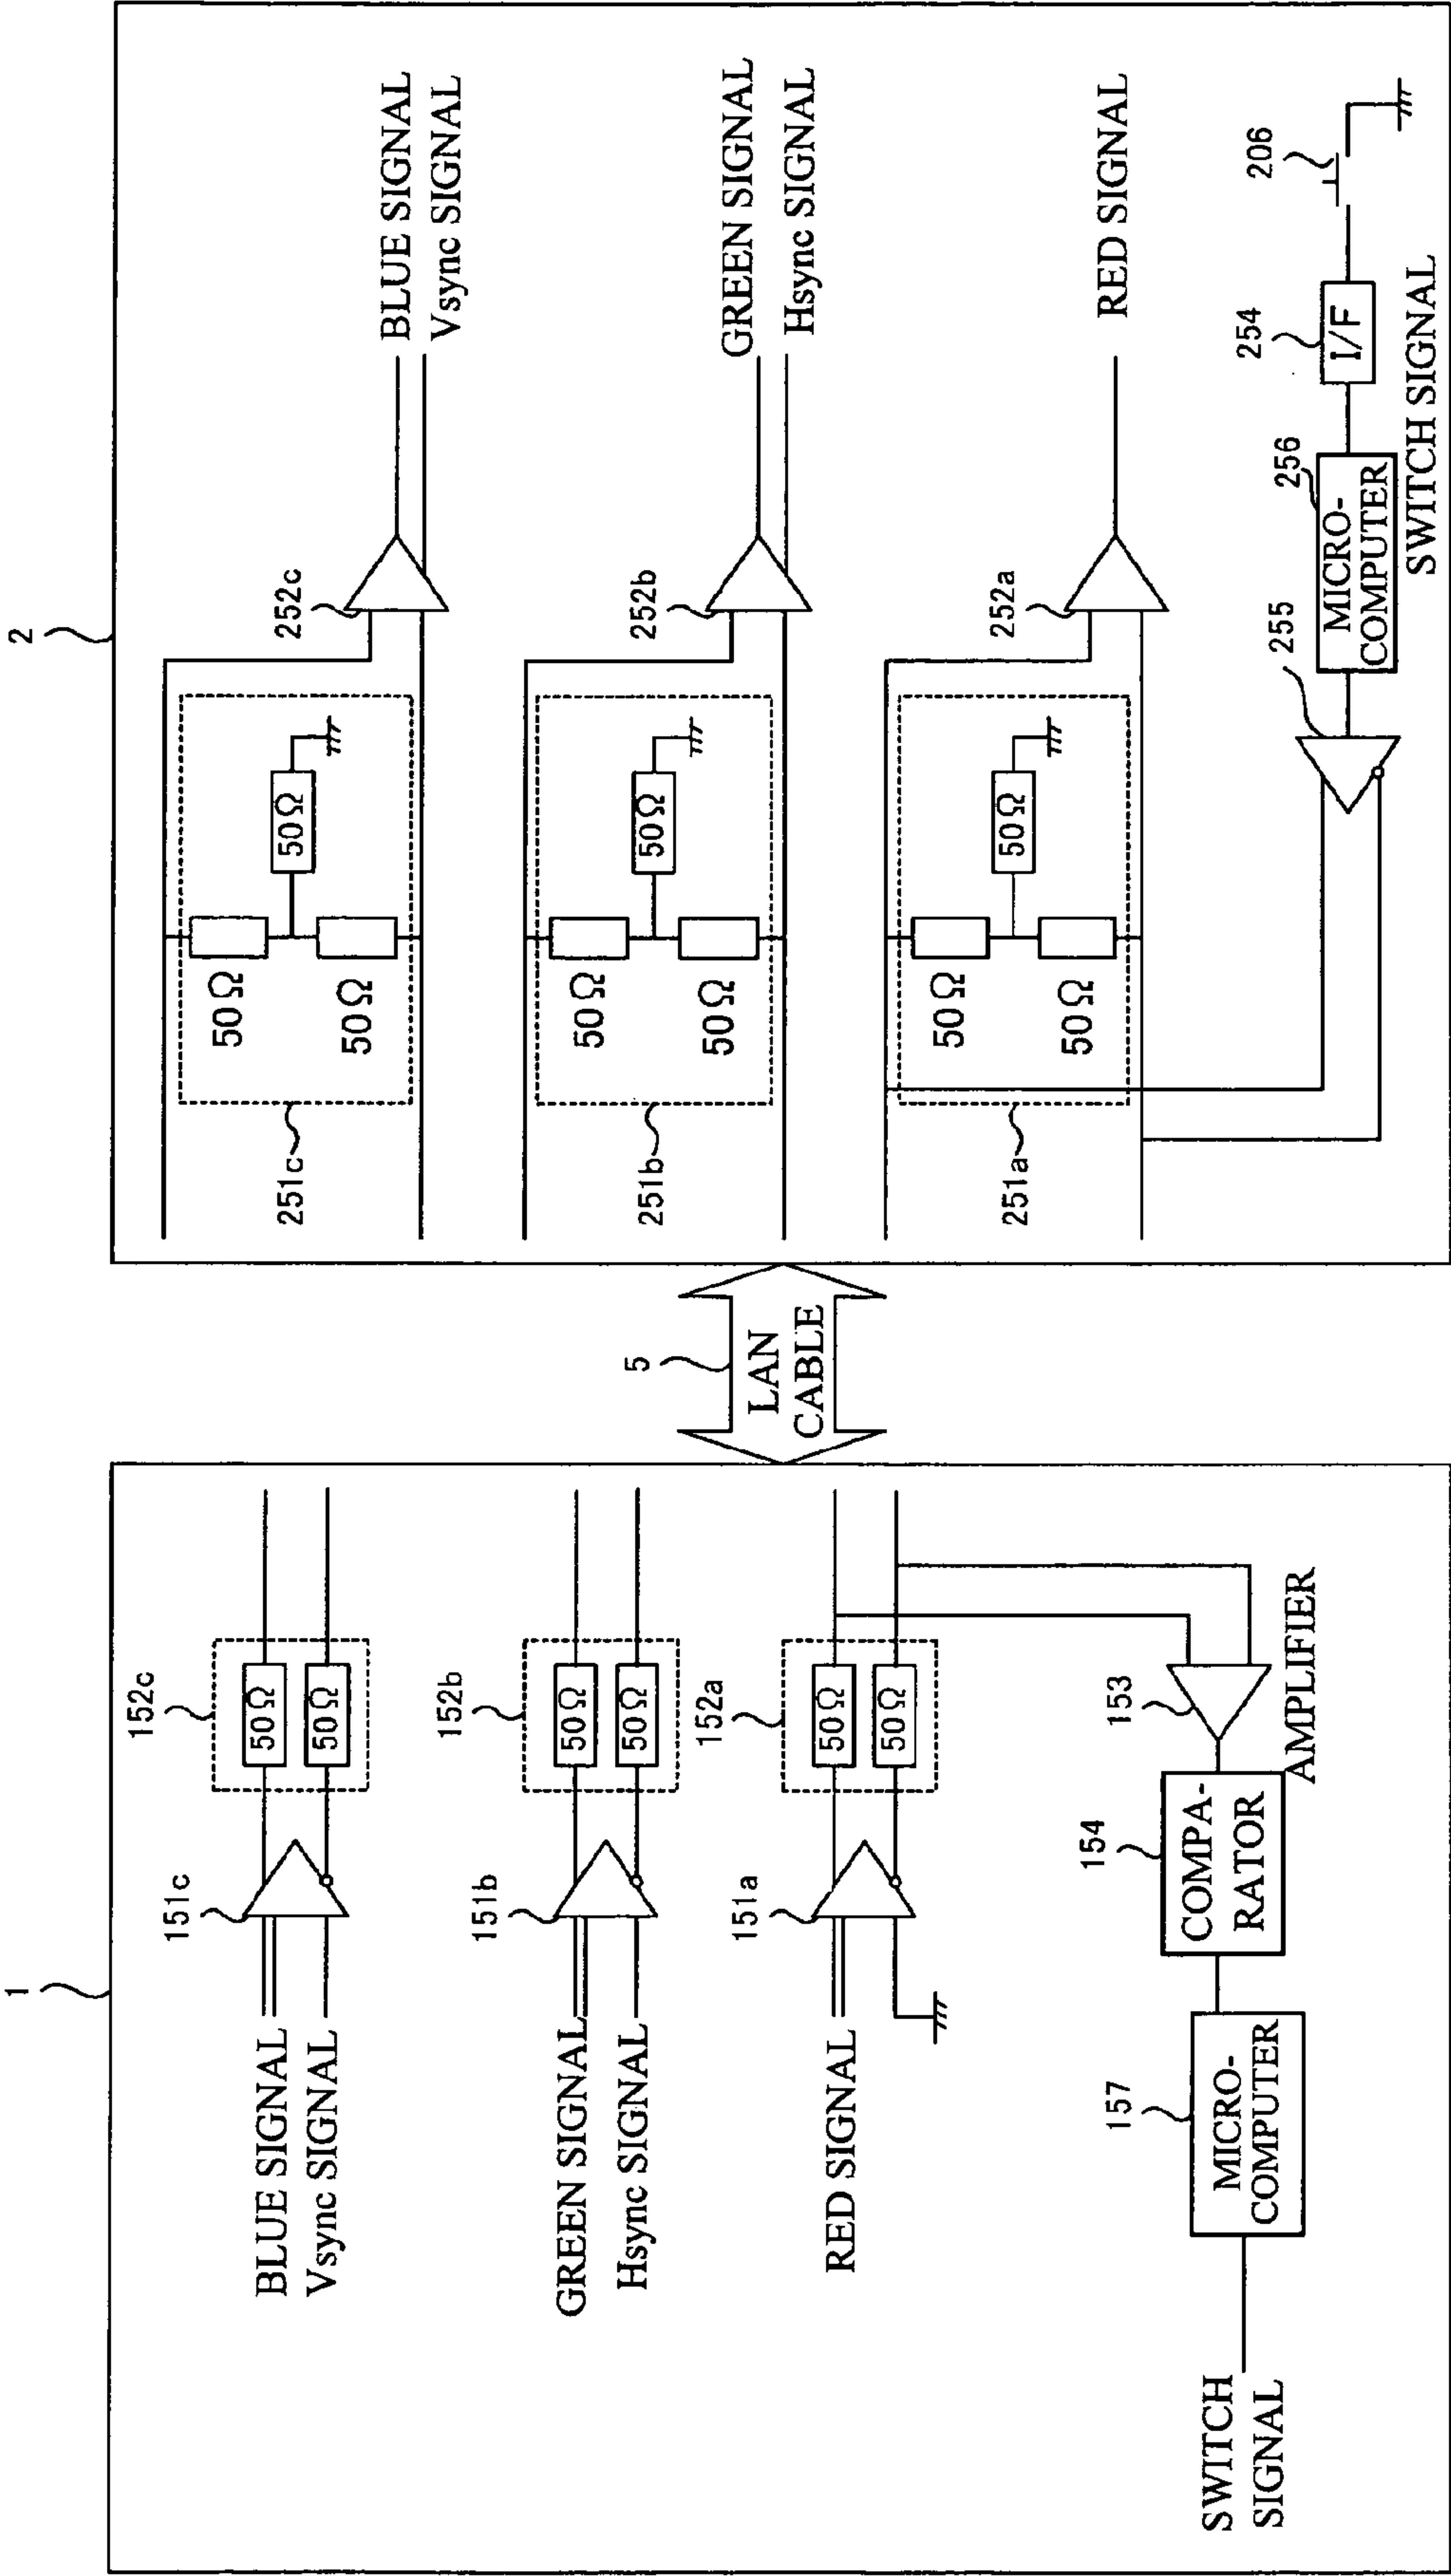 1
BLUE SIGNAL
Vsync SIGNAL
151c
152c
50Ω
50Ω
GREEN SIGNAL
Hsync SIGNAL
151b
152b
50Ω
50Ω
RED SIGNAL
151a
152a
50Ω
50Ω
SWITCH
SIGNAL
157
MICRO-
COMPUTER
154
COMPA-
RATOR
153
AMPLIFIER
5
LAN
CABLE
2
251c
50Ω
50Ω
50Ω
252c
BLUE SIGNAL
Vsync SIGNAL
251b
50Ω
50Ω
50Ω
252b
GREEN SIGNAL
Hsync SIGNAL
251a
50Ω
50Ω
50Ω
252a
RED SIGNAL
255
256
MICRO-
COMPUTER
254
I/F
206
SWITCH SIGNAL